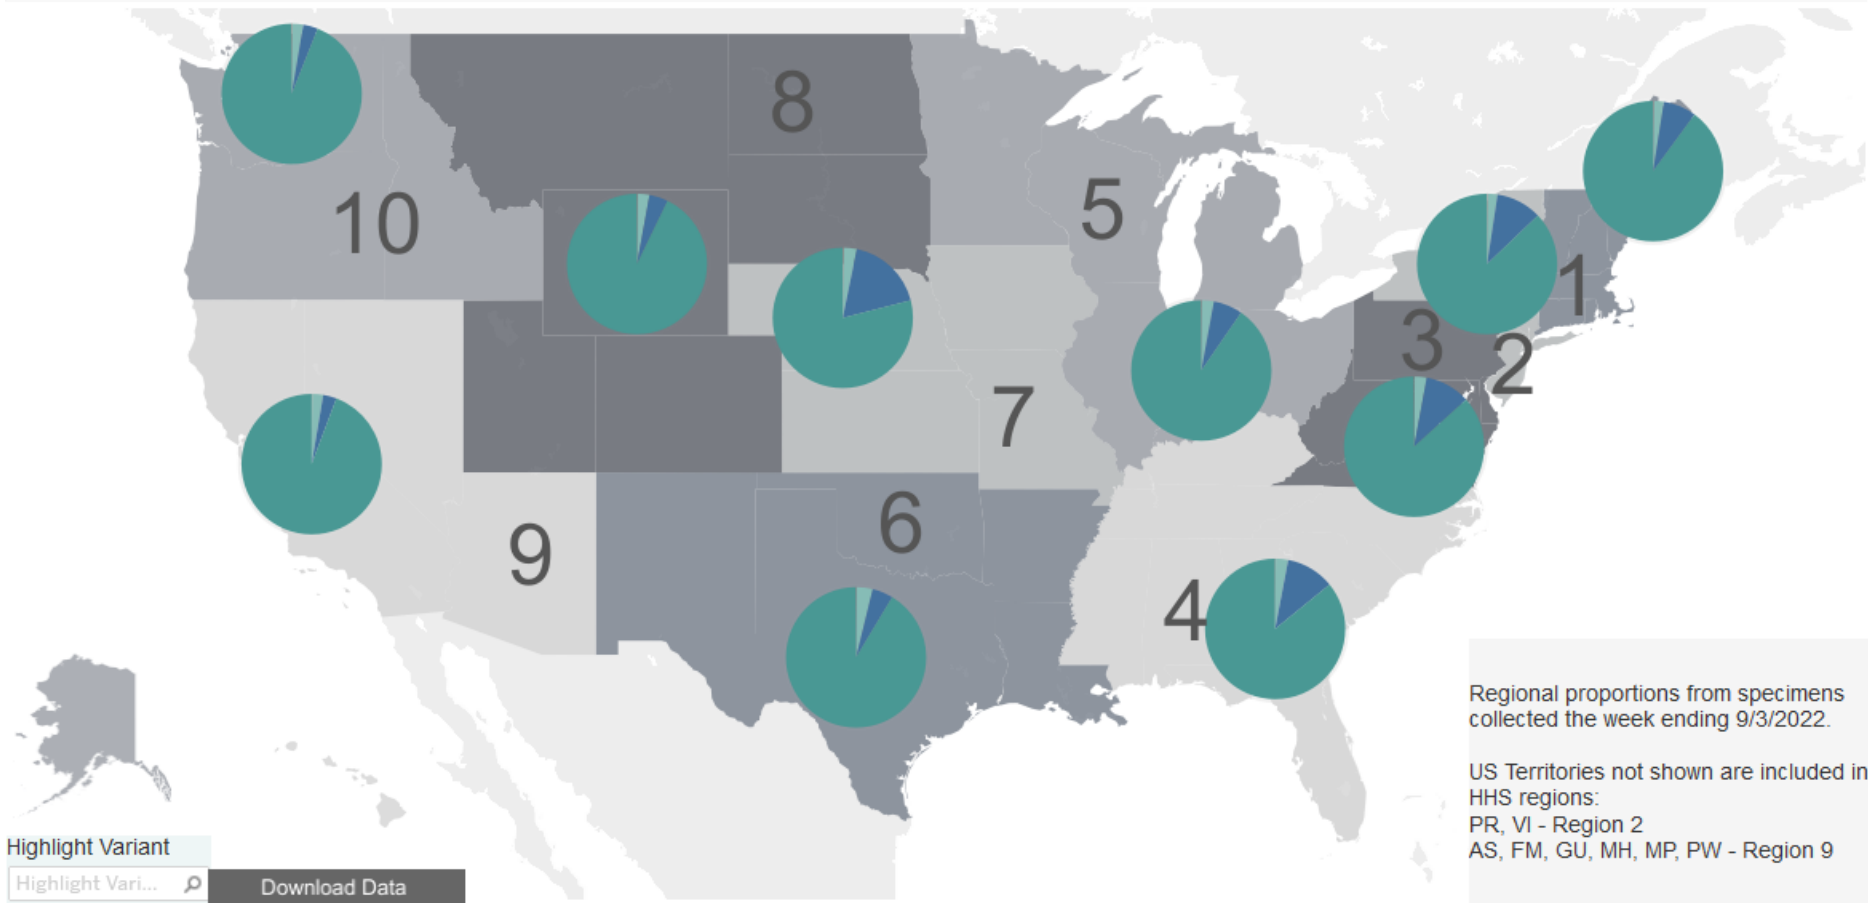 8
10
5
1
3
2
7
6
9
4
Regional proportions from specimens
collected the week ending 9/3/2022.
US Territories not shown are included in
HHS regions:
PR, VI - Region 2
AS, FM, GU, MH, MP, PW - Region 9
Highlight Variant
Highlight Vari...
Download Data